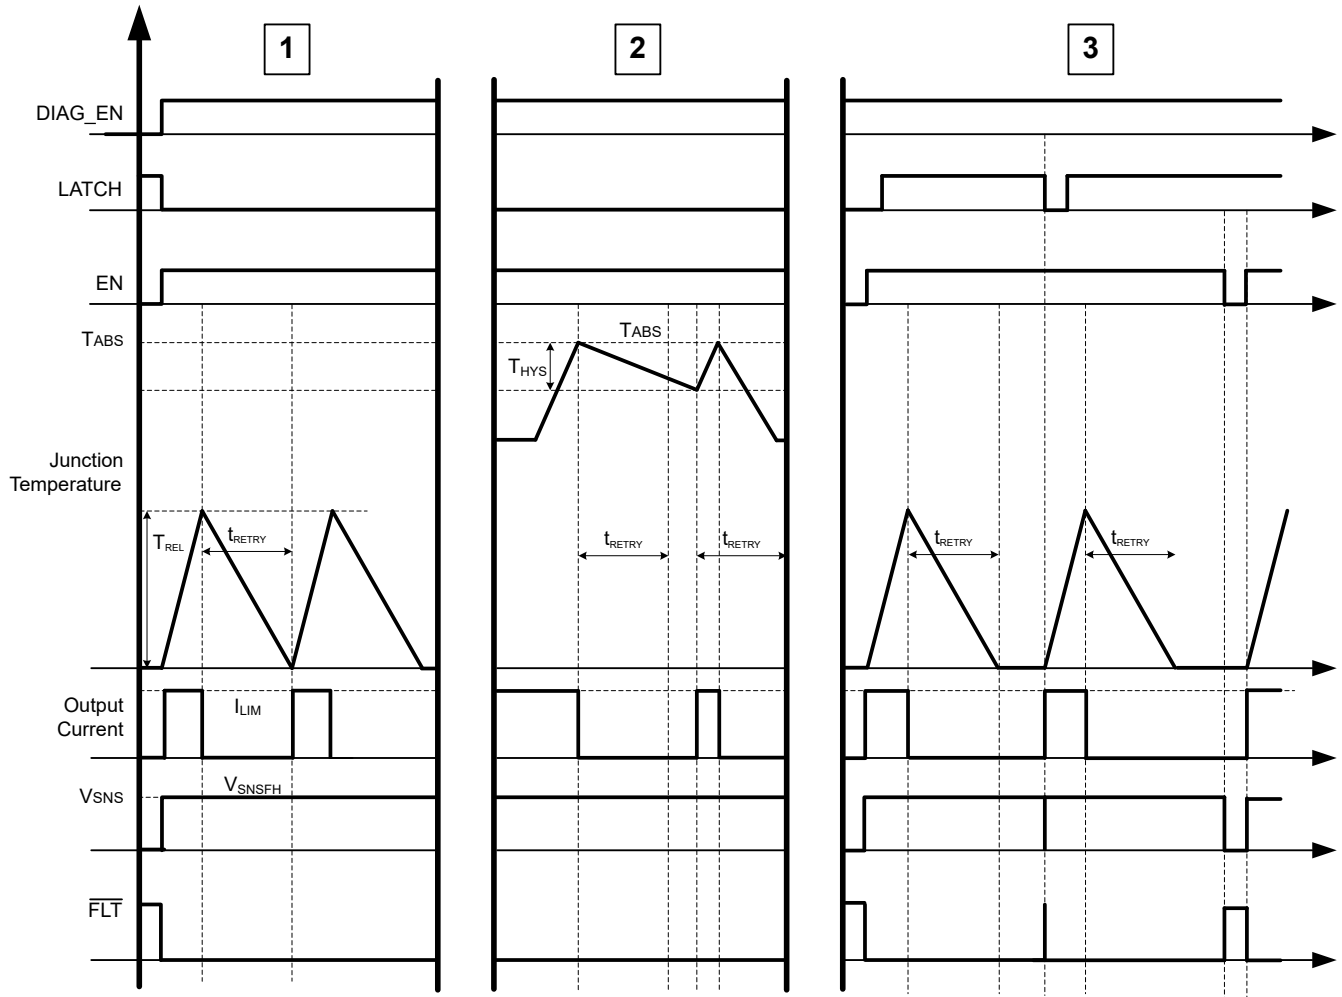 1
2
3
DIAG_EN
LATCH
EN
TABS
TABS
THYS
Junction
Temperature
TREL
tRETRY
tRETRY
tRETRY
tRETRY
tRETRY
Output
Current
ILIM
VSNS
VSNSFH
FLT